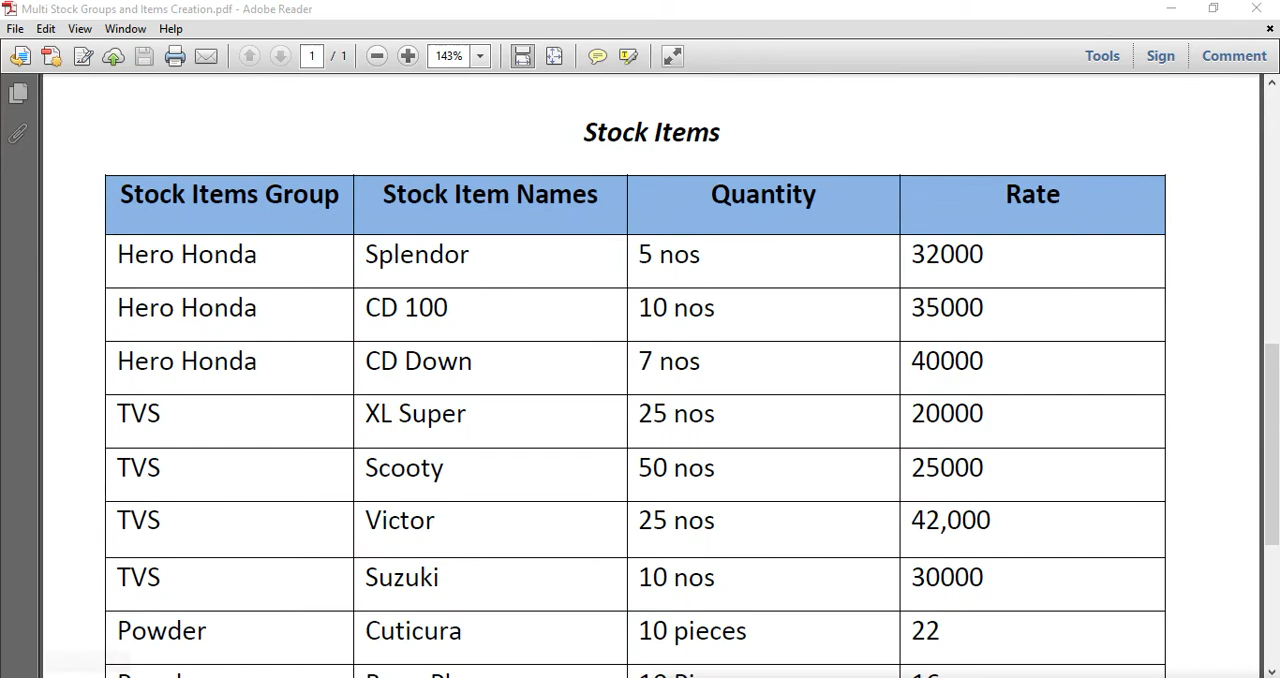 Multi Stock Groups and Items Creation.pdf - Adobe Reader
File Edit View Window Help
1 / 1 143% Tools Sign Comment
Stock Items
Stock Items Group Stock Item Names Quantity Rate
Hero Honda Splendor 5 nos 32000
Hero Honda CD 100 10 nos 35000
Hero Honda CD Down 7 nos 40000
TVS XL Super 25 nos 20000
TVS Scooty 50 nos 25000
TVS Victor 25 nos 42,000
TVS Suzuki 10 nos 30000
Powder Cuticura 10 pieces 22